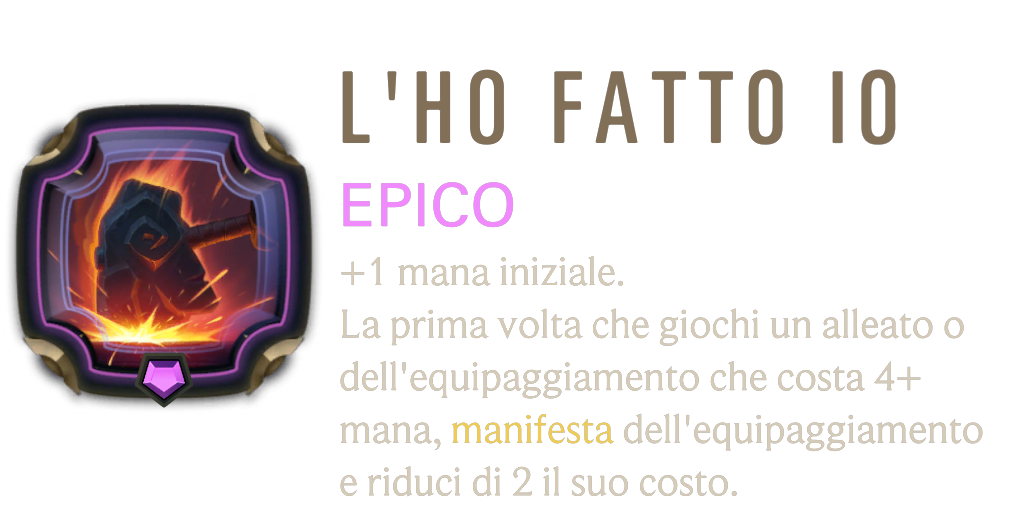 L'HO FATTO IO
EPICO
+1 mana iniziale.
La prima volta che giochi un alleato o
dell'equipaggiamento che costa 4+
mana, manifesta dell'equipaggiamento
e riduci di 2 il suo costo.